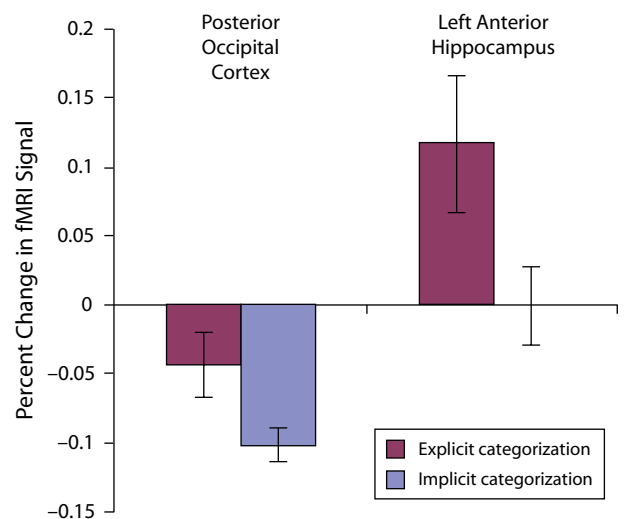 Posterior
Occipital
Cortex
Left Anterior
Hippocampus
Percent Change in fMRI Signal
0.2
0.15
0.1
0.05
0
–0.05
–0.1
–0.15
Explicit categorization
Implicit categorization